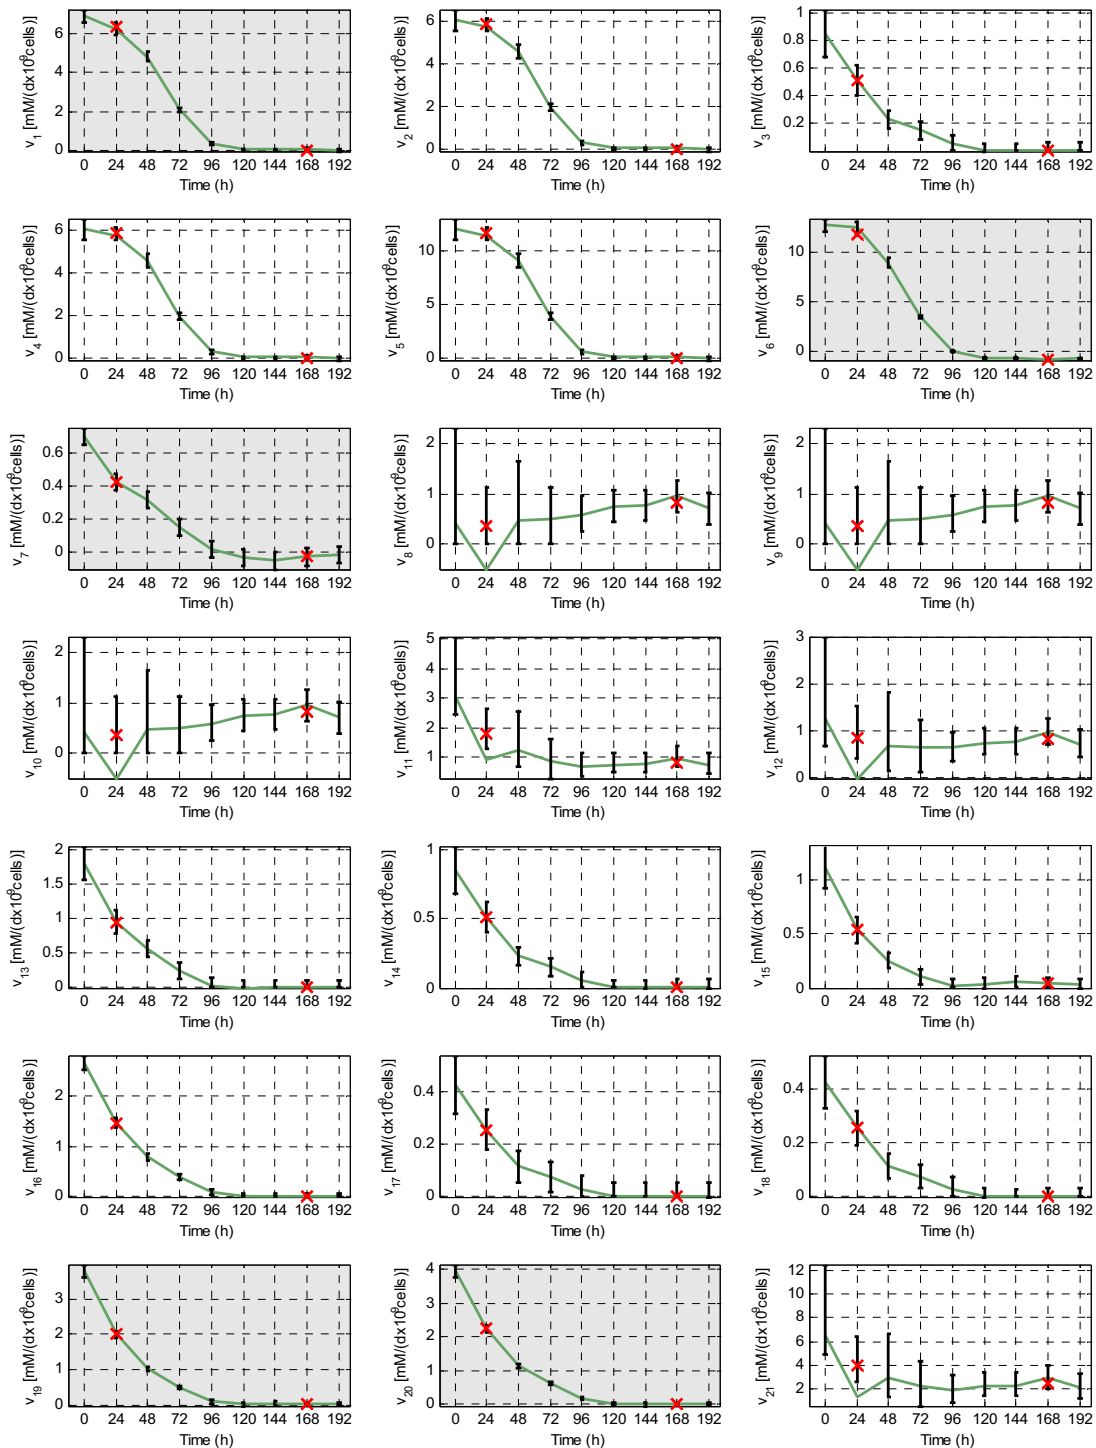 v1 [mM/(dx10^9cells)]
6
4
2
0
0 24 48 72 96 120 144 168 192
Time (h)
v2 [mM/(dx10^9cells)]
6
4
2
0
0 24 48 72 96 120 144 168 192
Time (h)
v3 [mM/(dx10^9cells)]
1
0.8
0.6
0.4
0.2
0 24 48 72 96 120 144 168 192
Time (h)
v4 [mM/(dx10^9cells)]
6
4
2
0
0 24 48 72 96 120 144 168 192
Time (h)
v5 [mM/(dx10^9cells)]
10
5
0
0 24 48 72 96 120 144 168 192
Time (h)
v6 [mM/(dx10^9cells)]
10
5
0
0 24 48 72 96 120 144 168 192
Time (h)
v7 [mM/(dx10^9cells)]
0.6
0.4
0.2
0
0 24 48 72 96 120 144 168 192
Time (h)
v8 [mM/(dx10^9cells)]
2
1
0
0 24 48 72 96 120 144 168 192
Time (h)
v9 [mM/(dx10^9cells)]
2
1
0
0 24 48 72 96 120 144 168 192
Time (h)
v10 [mM/(dx10^9cells)]
2
1
0
0 24 48 72 96 120 144 168 192
Time (h)
v11 [mM/(dx10^9cells)]
5
4
3
2
1
0 24 48 72 96 120 144 168 192
Time (h)
v12 [mM/(dx10^9cells)]
3
2
1
0
0 24 48 72 96 120 144 168 192
Time (h)
v13 [mM/(dx10^9cells)]
2
1.5
1
0.5
0
0 24 48 72 96 120 144 168 192
Time (h)
v14 [mM/(dx10^9cells)]
1
0.5
0
0 24 48 72 96 120 144 168 192
Time (h)
v15 [mM/(dx10^9cells)]
1
0.5
0
0 24 48 72 96 120 144 168 192
Time (h)
v16 [mM/(dx10^9cells)]
2
1
0
0 24 48 72 96 120 144 168 192
Time (h)
v17 [mM/(dx10^9cells)]
0.4
0.2
0
0 24 48 72 96 120 144 168 192
Time (h)
v18 [mM/(dx10^9cells)]
0.4
0.2
0
0 24 48 72 96 120 144 168 192
Time (h)
v19 [mM/(dx10^9cells)]
3
2
1
0
0 24 48 72 96 120 144 168 192
Time (h)
v20 [mM/(dx10^9cells)]
4
3
2
1
0
0 24 48 72 96 120 144 168 192
Time (h)
v21 [mM/(dx10^9cells)]
12
10
8
6
4
2
0 24 48 72 96 120 144 168 192
Time (h)